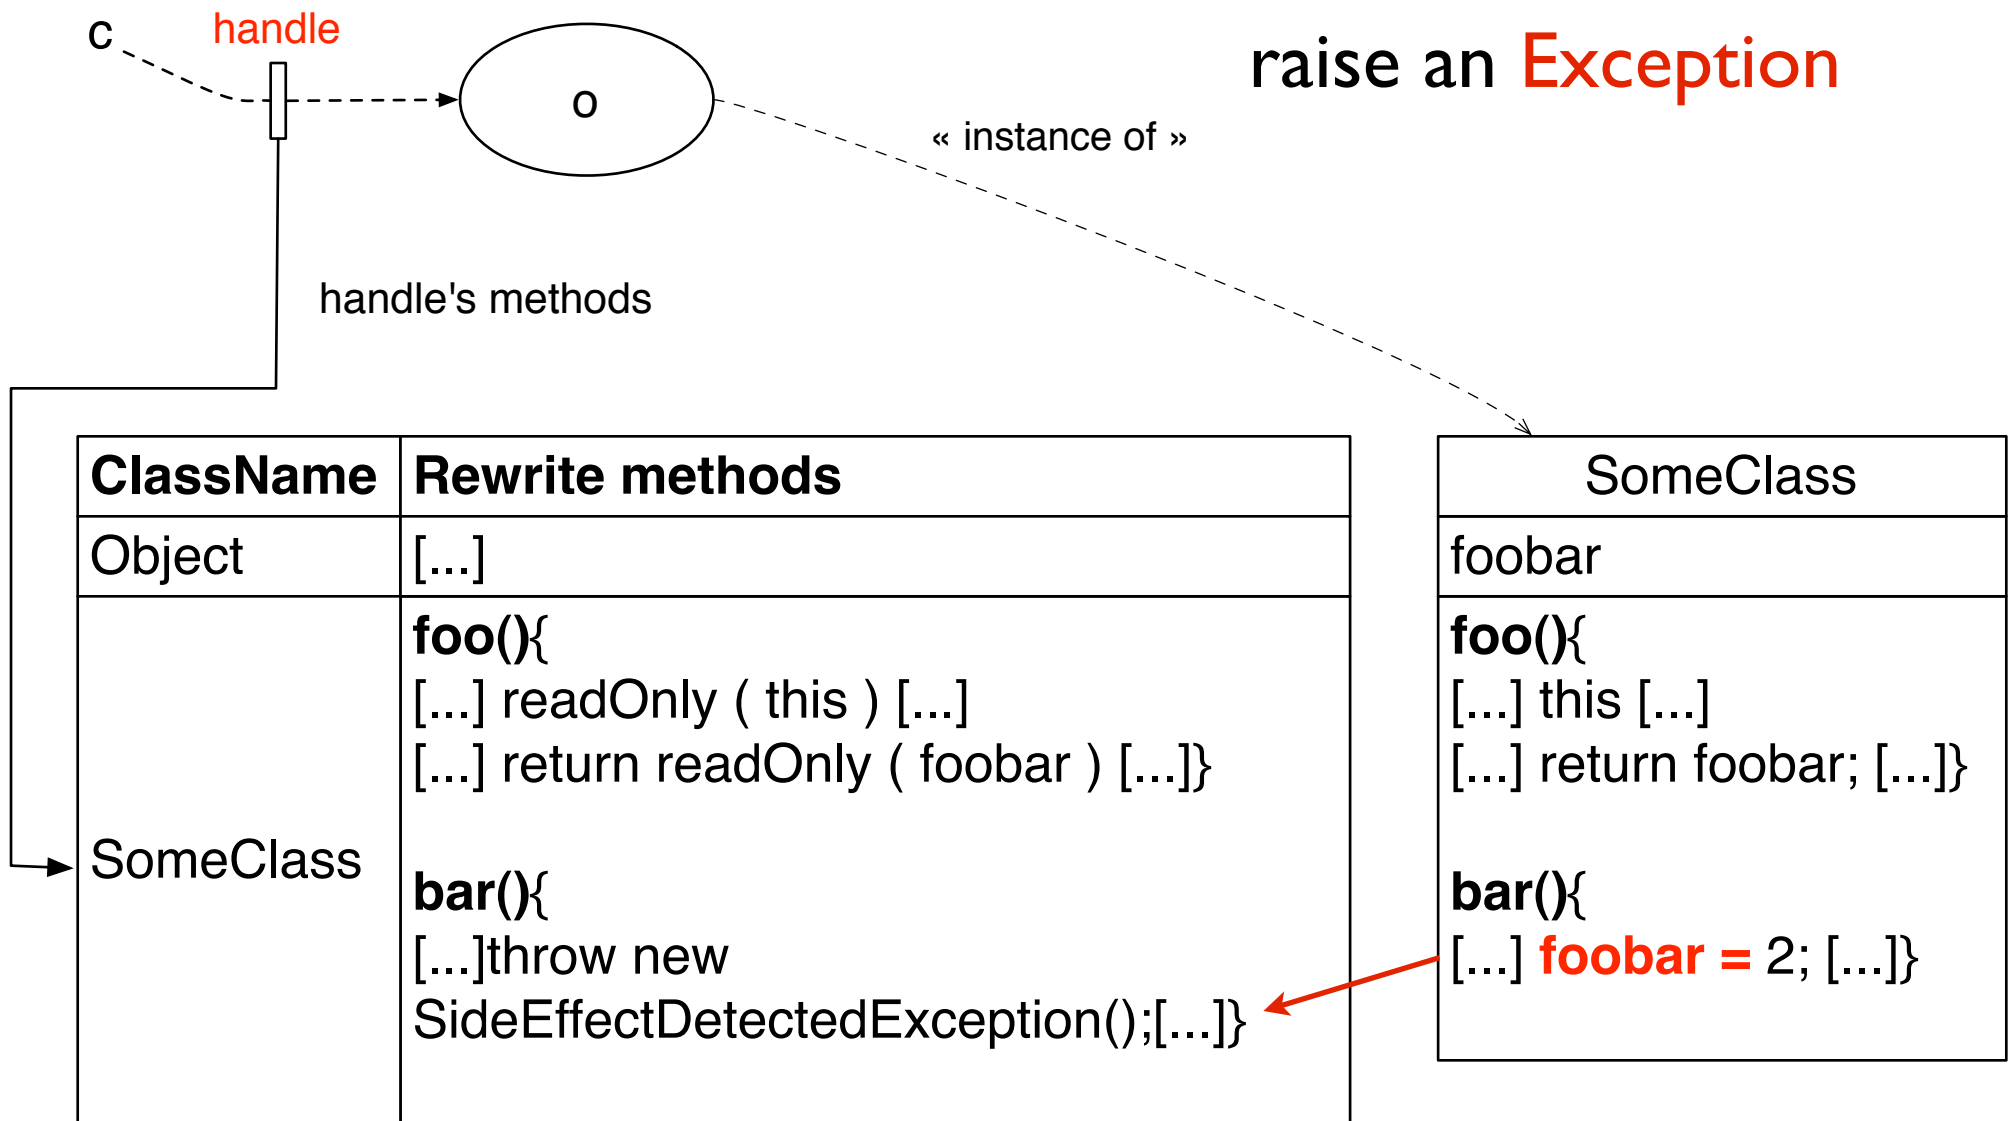 c
handle
o
raise an Exception
« instance of »
handle's methods
ClassName
Rewrite methods
Object
[...]
SomeClass
foo(){
[...] readOnly ( this ) [...]
[...] return readOnly ( foobar ) [...]}
bar(){
[...]throw new
SideEffectDetectedException();[...]}
SomeClass
foobar
foo(){
[...] this [...]
[...] return foobar; [...]}
bar(){
[...] foobar = 2; [...]}